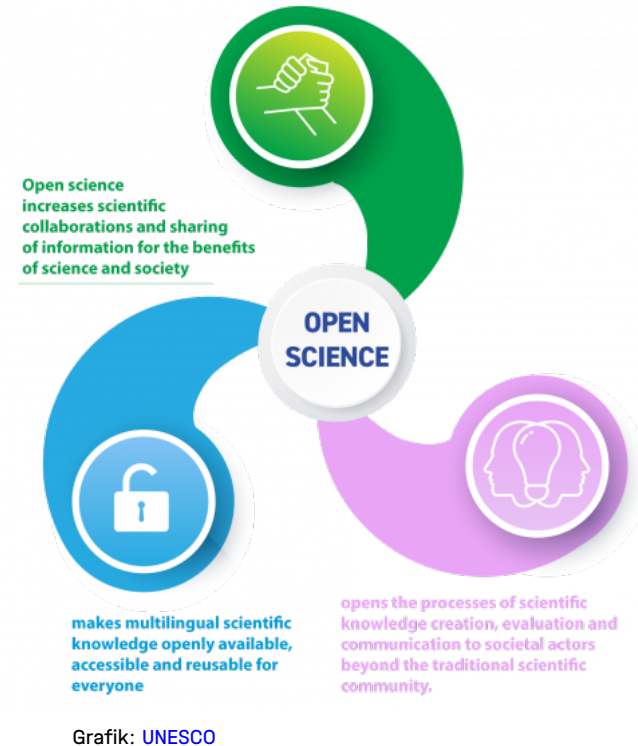 Open science
increases scientific
collaborations and sharing
of information for the benefits
of science and society
OPEN
SCIENCE
makes multilingual scientific
knowledge openly available,
accessible and reusable for
everyone
opens the processes of scientific
knowledge creation, evaluation and
communication to societal actors
beyond the traditional scientific
community.
Grafik: UNESCO